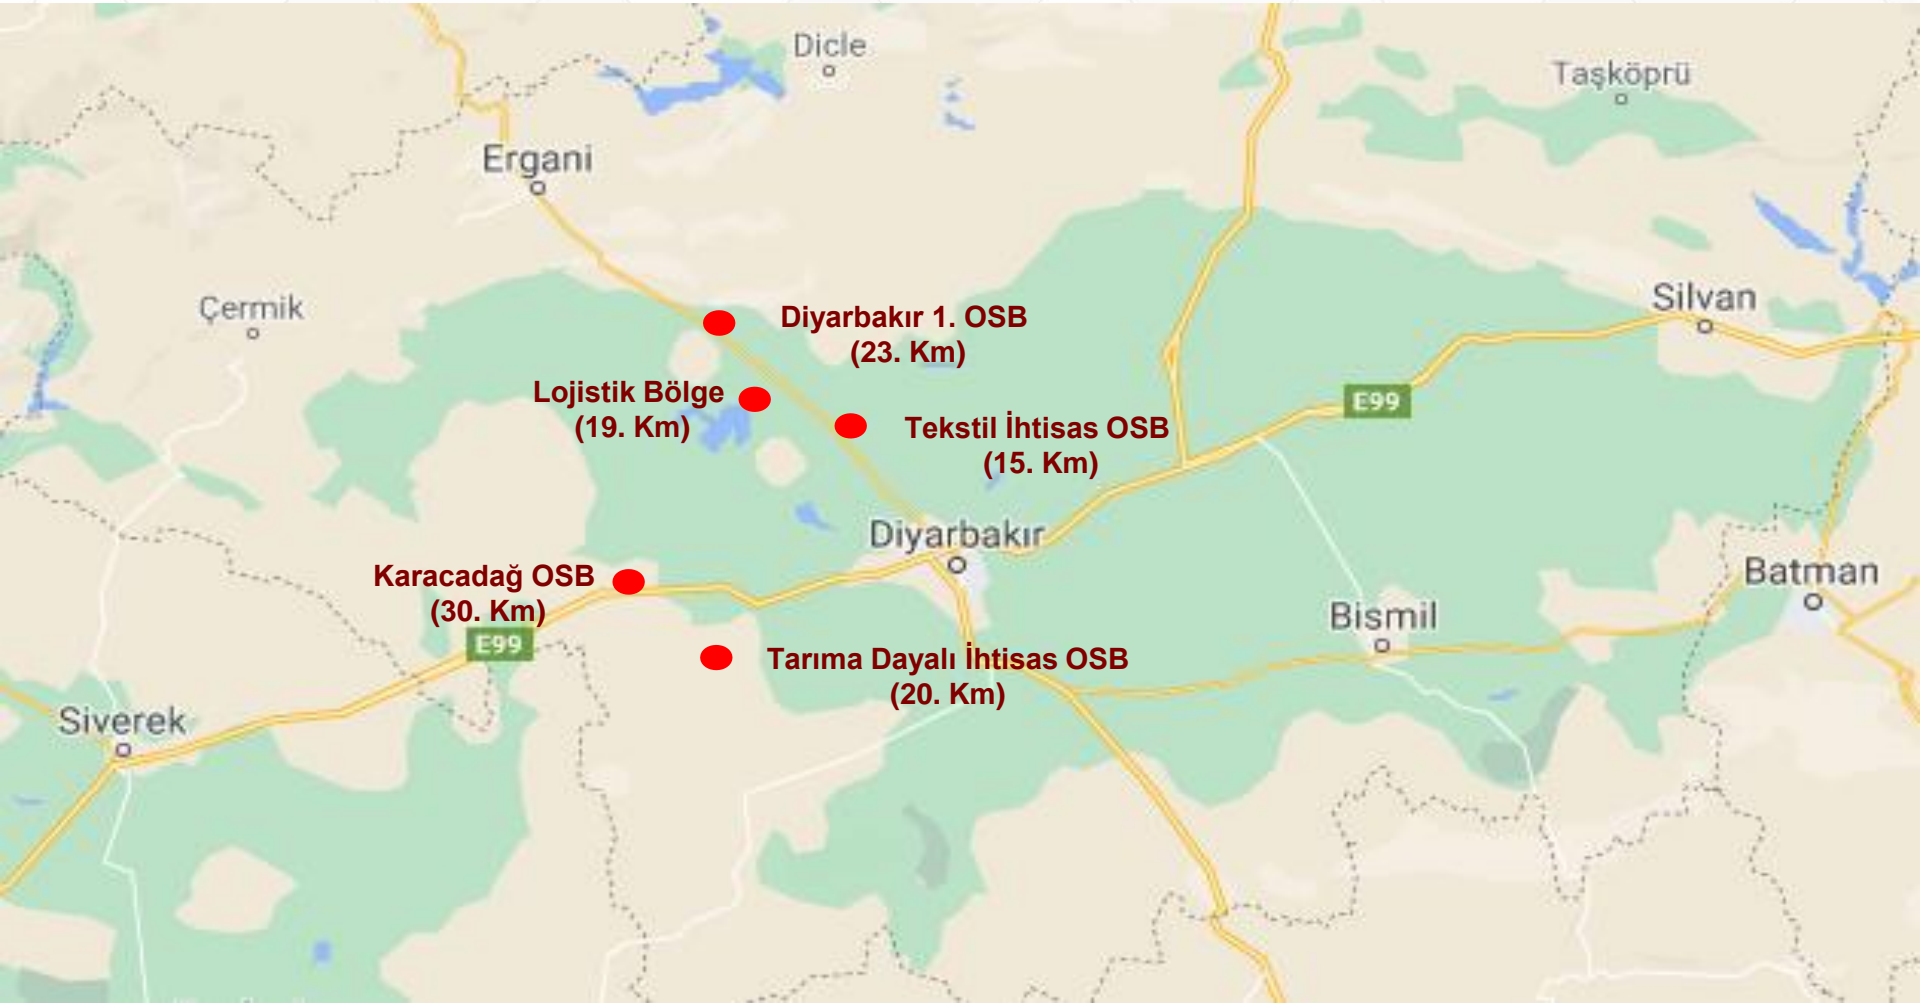 Dicle
Taşköprü
Ergani
Çermik
Silvan
Diyarbakır 1. OSB
(23. Km)
Lojistik Bölge
(19. Km)
E99
Tekstil İhtisas OSB
(15. Km)
Diyarbakır
Karacadağ OSB
(30. Km)
Batman
Bismil
E99
Tarıma Dayalı İhtisas OSB
(20. Km)
Siverek